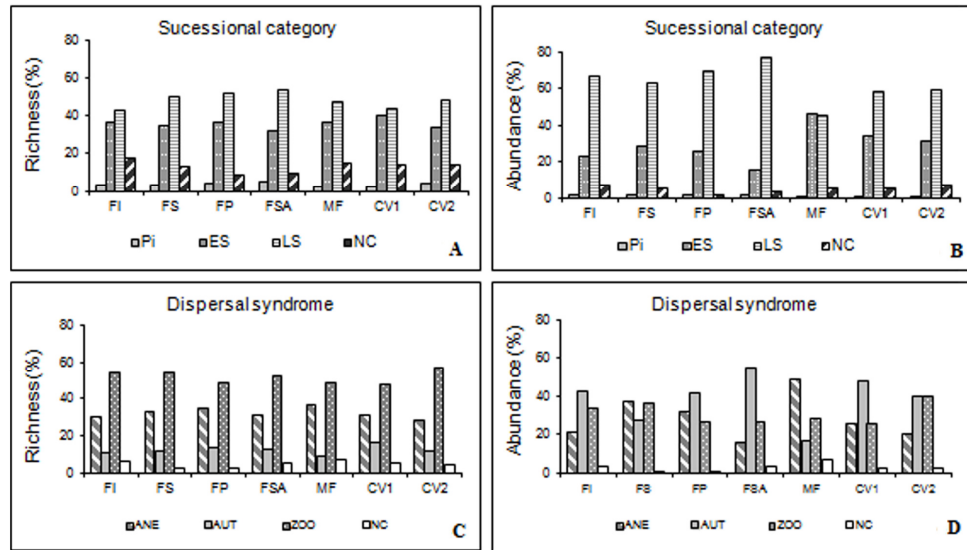 Sucessional category
Richness (%)
80
60
40
20
0
FI FS FP FSA MF CV1 CV2
Pi ES LS NC
A
Sucessional category
Abundance (%)
80
60
40
20
0
FI FS FP FSA MF CV1 CV2
Pi ES LS NC
B
Dispersal syndrome
Richness (%)
80
60
40
20
0
FI FS FP FSA MF CV1 CV2
ANE AUT ZOO NC
C
Dispersal syndrome
Abundance (%)
80
60
40
20
0
FI FS FP FSA MF CV1 CV2
ANE AUT ZOO NC
D